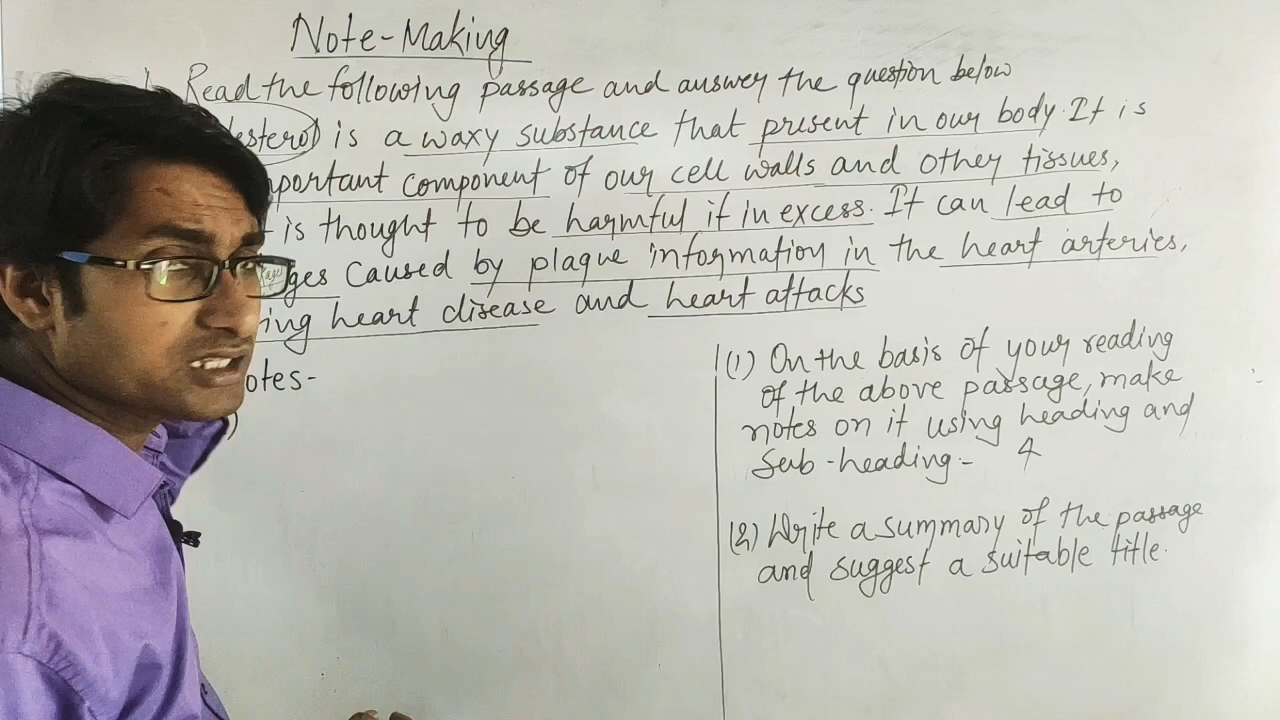 Note-Making
Read the following passage and answer the question below
esterol is a waxy substance that present in our body. It is
portant component of our cell walls and other tissues,
is thought to be harmful if in excess. It can lead to
ges caused by plaque information in the heart arteries,
ing heart disease and heart attacks
otes-
(1) On the basis of your reading
of the above passage, make
notes on it using heading and
Sub-heading- 4
(2) Write a summary of the passage
and suggest a suitable title.